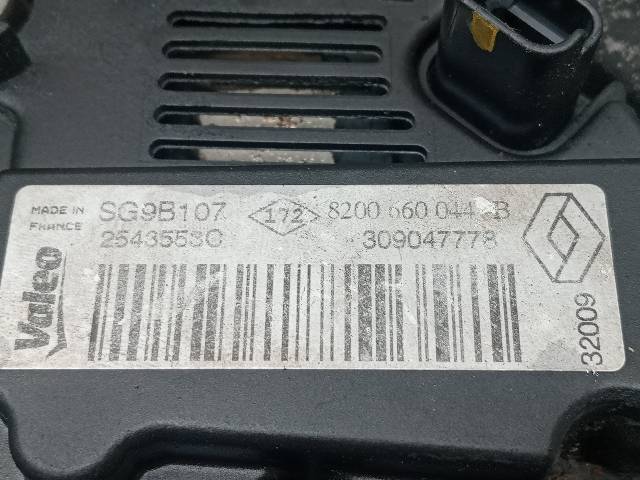 MADE IN
FRANCE
SG9B107
172
8200 660 044
2543553C
309047778
Valeo
32009